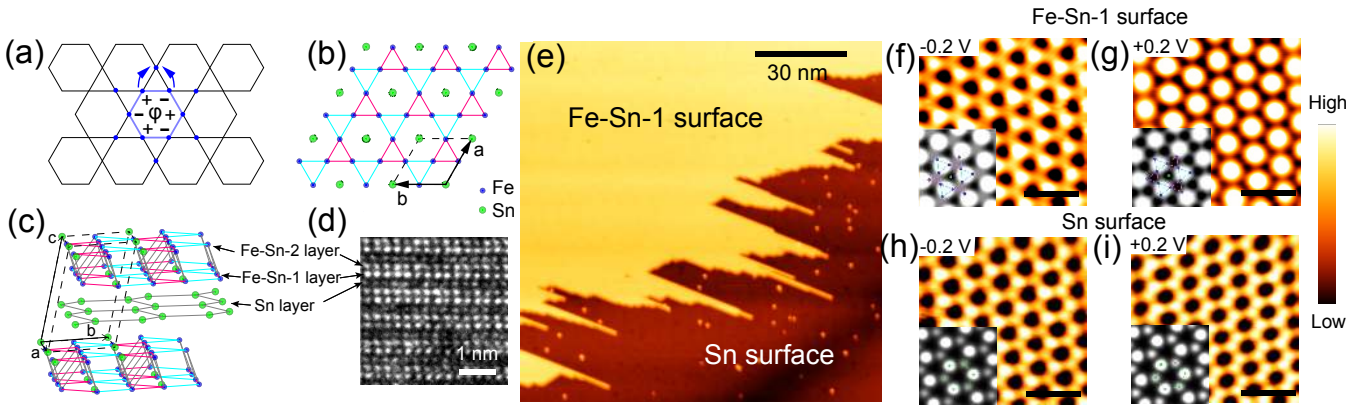 (a)
+ -
- φ +
+ -
(b)
a
b
Fe
Sn
(c)
c
b
a
Fe-Sn-2 layer
Fe-Sn-1 layer
Sn layer
(d)
1 nm
(e)
30 nm
Fe-Sn-1 surface
Sn surface
Fe-Sn-1 surface
(f)
-0.2 V
(g)
+0.2 V
Sn surface
(h)
-0.2 V
(i)
+0.2 V
High
Low